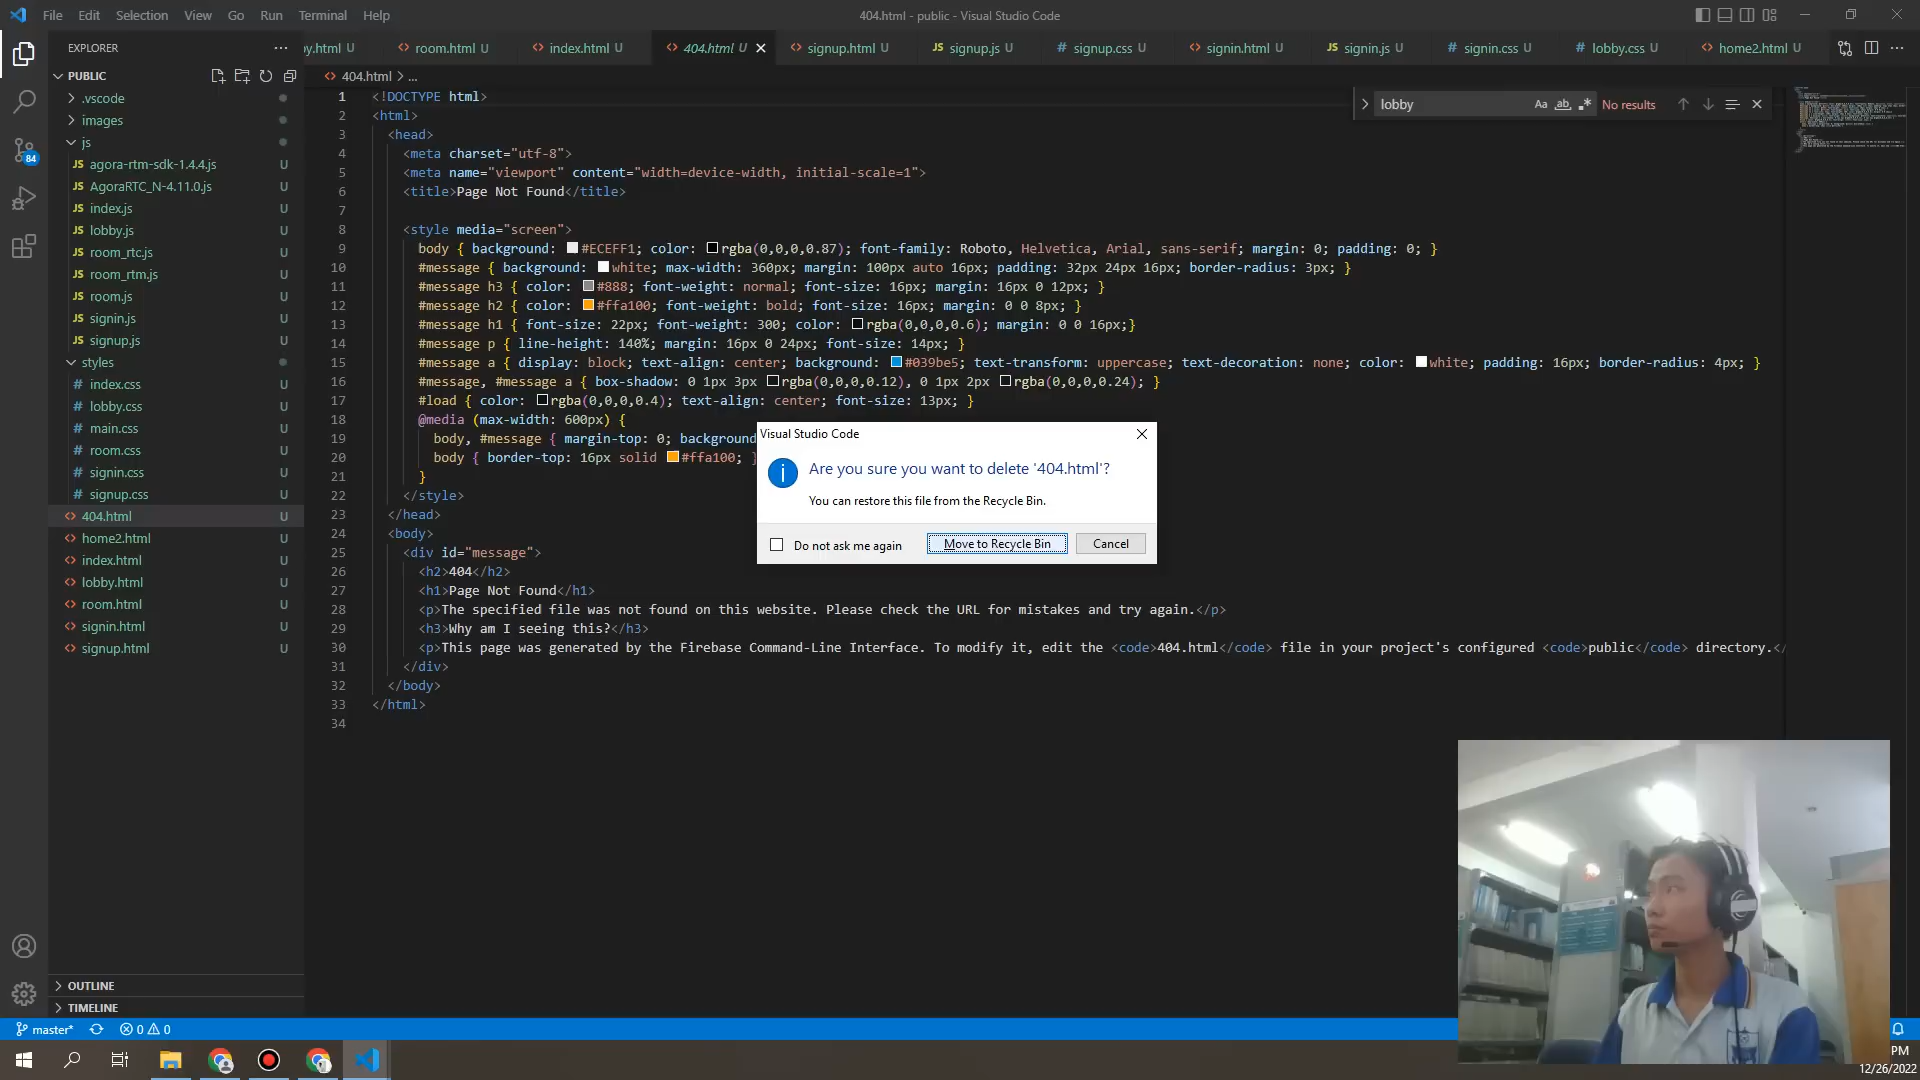 File Edit Selection View Go Run Terminal Help
404.html - public - Visual Studio Code
EXPLORER
y.html U
room.html U
index.html U
404.html U
signup.html U
JS signup.js U
# signup.css U
signin.html U
JS signin.js U
# signin.css U
# lobby.css U
home2.html U
PUBLIC
.vscode
images
js
JS agora-rtm-sdk-1.4.4.js U
JS AgoraRTC_N-4.11.0.js U
JS index.js U
JS lobby.js U
JS room_rtc.js U
JS room_rtm.js U
JS room.js U
JS signin.js U
JS signup.js U
styles
# index.css U
# lobby.css U
# main.css U
# room.css U
# signin.css U
# signup.css U
404.html U
home2.html U
index.html U
lobby.html U
room.html U
signin.html U
signup.html U
OUTLINE
TIMELINE
84
404.html > ...
lobby Aa ab .* No results
1 <!DOCTYPE html>
2 <html>
3 <head>
4 <meta charset="utf-8">
5 <meta name="viewport" content="width=device-width, initial-scale=1">
6 <title>Page Not Found</title>
7
8 <style media="screen">
9 body { background: #ECEFF1; color: rgba(0,0,0,0.87); font-family: Roboto, Helvetica, Arial, sans-serif; margin: 0; padding: 0; }
10 #message { background: white; max-width: 360px; margin: 100px auto 16px; padding: 32px 24px 16px; border-radius: 3px; }
11 #message h3 { color: #888; font-weight: normal; font-size: 16px; margin: 16px 0 12px; }
12 #message h2 { color: #ffa100; font-weight: bold; font-size: 16px; margin: 0 0 8px; }
13 #message h1 { font-size: 22px; font-weight: 300; color: rgba(0,0,0,0.6); margin: 0 0 16px;}
14 #message p { line-height: 140%; margin: 16px 0 24px; font-size: 14px; }
15 #message a { display: block; text-align: center; background: #039be5; text-transform: uppercase; text-decoration: none; color: white; padding: 16px; border-radius: 4px; }
16 #message, #message a { box-shadow: 0 1px 3px rgba(0,0,0,0.12), 0 1px 2px rgba(0,0,0,0.24); }
17 #load { color: rgba(0,0,0,0.4); text-align: center; font-size: 13px; }
18 @media (max-width: 600px) {
19 body, #message { margin-top: 0; background
20 body { border-top: 16px solid #ffa100; }
21 }
22 </style>
23 </head>
24 <body>
25 <div id="message">
26 <h2>404</h2>
27 <h1>Page Not Found</h1>
28 <p>The specified file was not found on this website. Please check the URL for mistakes and try again.</p>
29 <h3>Why am I seeing this?</h3>
30 <p>This page was generated by the Firebase Command-Line Interface. To modify it, edit the <code>404.html</code> file in your project's configured <code>public</code> directory.</
31 </div>
32 </body>
33 </html>
34
Visual Studio Code
Are you sure you want to delete '404.html'?
You can restore this file from the Recycle Bin.
Do not ask me again
Move to Recycle Bin
Cancel
master* 0 0
PM
12/26/2022